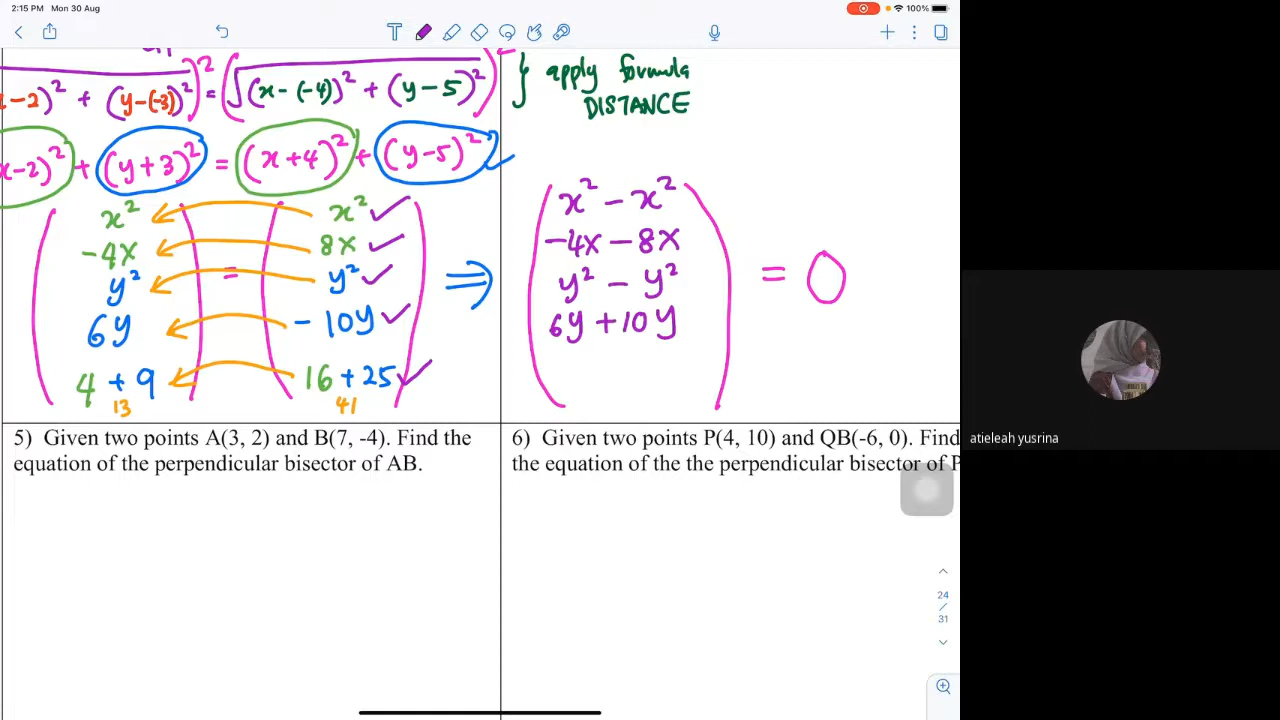 2:15 PM Mon 30 Aug
100%
T
x-2)² + (y-(-3))² )² = ( √(x-(-4))² + (y-5)² )²
} apply formula
DISTANCE
x-2)² + (y+3)² = (x+4)² + (y-5)²
x² x²
-4x 8x
y² = y² ⇒
6y - 10y
4 + 9 16 + 25
13 41
x² - x²
-4x - 8x
y² - y² = 0
6y + 10y
5) Given two points A(3, 2) and B(7, -4). Find the
equation of the perpendicular bisector of AB.
6) Given two points P(4, 10) and QB(-6, 0). Find
the equation of the the perpendicular bisector of P
atieleah yusrina
24
/
31